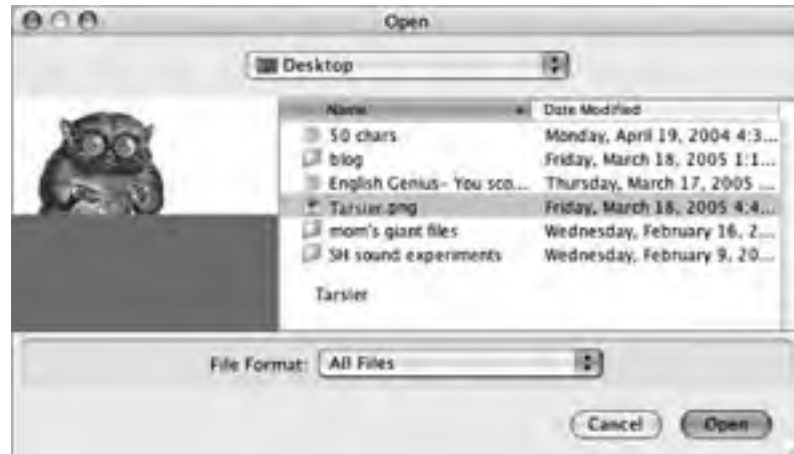 Open
Desktop
Name Date Modified
50 chars Monday, April 19, 2004 4:3...
blog Friday, March 18, 2005 1:1...
English Genius- You sco... Thursday, March 17, 2005 ...
Tarsier.png Friday, March 18, 2005 4:4...
mom's giant files Wednesday, February 16, 2...
SH sound experiments Wednesday, February 9, 20...
Tarsier
File Format: All Files
Cancel Open